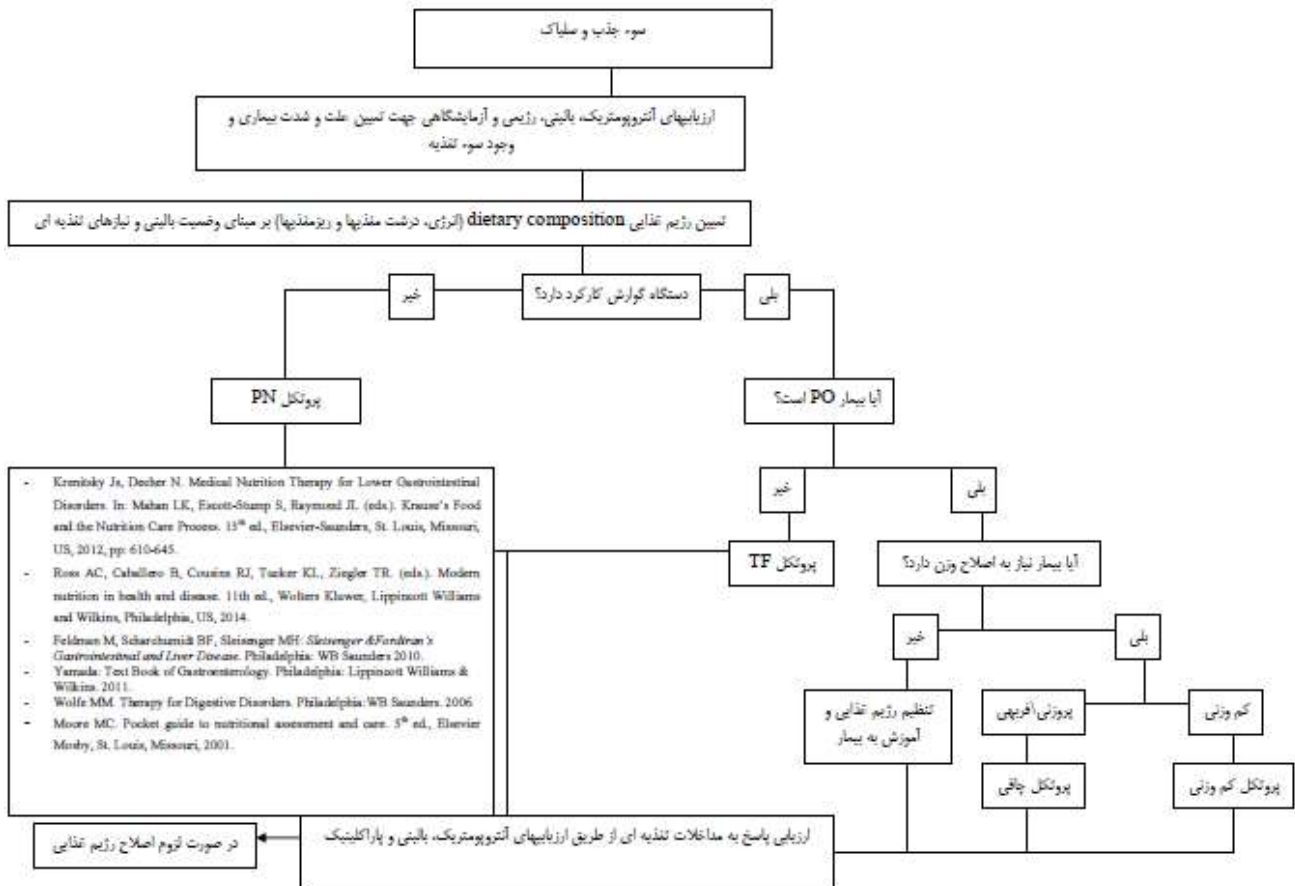 سوء جذب و سلیاک
ارزیابیهای آنتروپومتریک، بالینی، رژیمی و آزمایشگاهی جهت تعیین علت و شدت بیماری و
وجود سوء تغذیه
تعیین رژیم غذایی dietary composition (انرژی، درشت مغذیها و ریزمغذیها) بر مبنای وضعیت بالینی و نیازهای تغذیه ای
بلی
دستگاه گوارش کارکرد دارد؟
خیر
آیا بیمار PO است؟
پروتکل PN
بلی
خیر
آیا بیمار نیاز به اصلاح وزن دارد؟
پروتکل TF
- Krenitsky Js, Decher N. Medical Nutrition Therapy for Lower Gastrointestinal
Disorders. In: Mahan LK, Escott-Stump S, Raymond JL (eds.). Krause's Food
and the Nutrition Care Process. 13th ed., Elsevier-Saunders, St. Louis, Missouri,
US, 2012, pp: 610-645.
- Ross AC, Caballero B, Cousins RJ, Tucker KL, Ziegler TR. (eds.). Modern
nutrition in health and disease. 11th ed., Wolters Kluwer, Lippincott Williams
and Wilkins, Philadelphia, US, 2014.
- Feldman M, Scharchumidt BF, Sleisenger MH: Sleisenger &Fordtran's
Gastrointestinal and Liver Disease. Philadelphia: WB Saunders 2010.
- Yamada: Text Book of Gastroenterology. Philadelphia: Lippincott Williams &
Wilkins. 2011.
- Wolfe MM. Therapy for Digestive Disorders. Philadelphia: WB Saunders. 2006
- Moore MC. Pocket guide to nutritional assessment and care. 5th ed., Elsevier
Mosby, St. Louis, Missouri, 2001.
بلی
خیر
کم وزنی
پروزنی\فربهی
تنظیم رژیم غذایی و
آموزش به بیمار
پروتکل کم وزنی
پروتکل چاقی
ارزیابی پاسخ به مداخلات تغذیه ای از طریق ارزیابیهای آنتروپومتریک، بالینی و پاراکلینیک
در صورت لزوم اصلاح رژیم غذایی